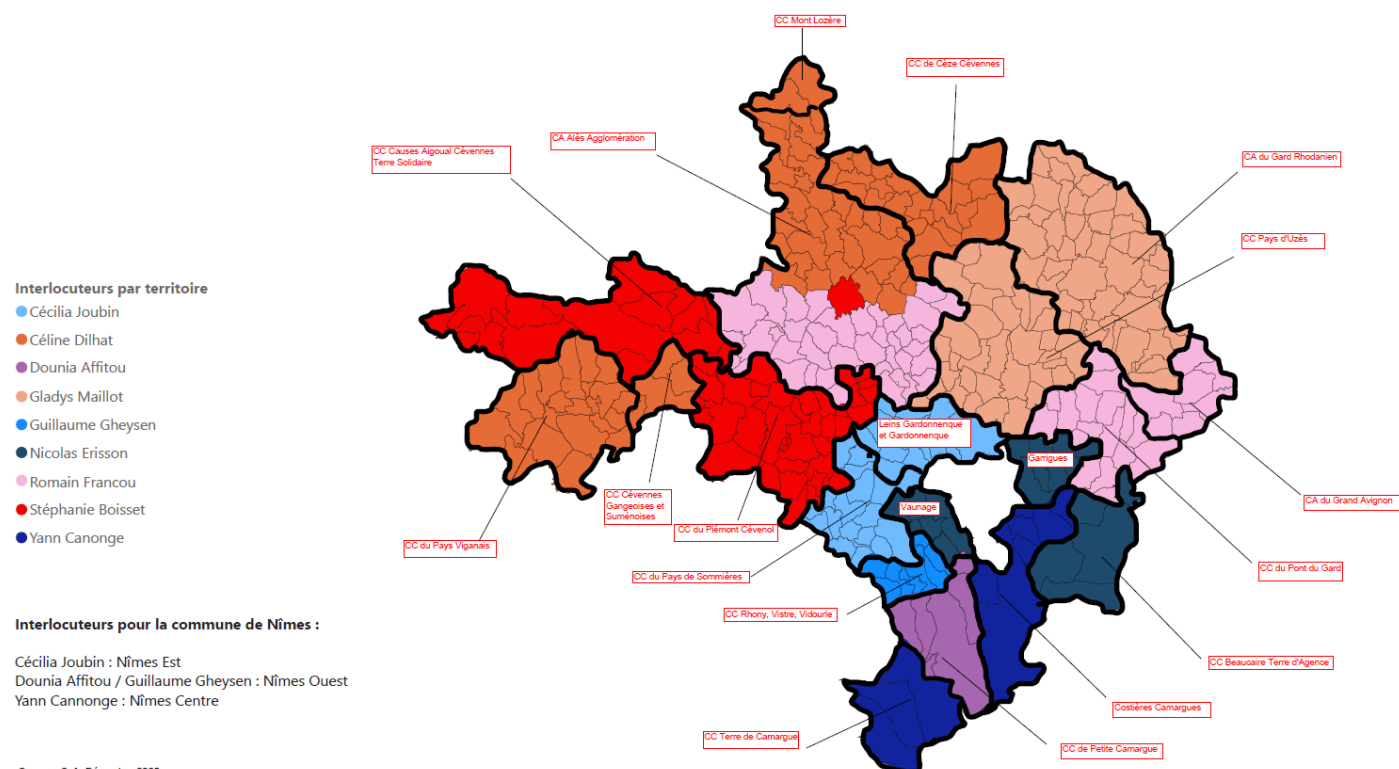 CC Mont Lozère
CC de Cèze Cévennes
CA Alès Agglomération
CC Causes Aigoual Cévennes
Terre Solidaire
CA du Gard Rhodanien
CC Pays d'Uzès
Interlocuteurs par territoire
Cécilia Joubin
Céline Dilhat
Dounia Affitou
Gladys Maillot
Guillaume Gheysen
Nicolas Erisson
Romain Francou
Stéphanie Boisset
Yann Canonge
Leins Gardonnenque
et Gardonnenque
Garrigues
Vaunage
CC Cévennes
Gangeoises et
Suménoises
CA du Grand Avignon
CC du Piémont Cévenol
CC du Pays Viganais
CC du Pont du Gard
CC du Pays de Sommières
CC Rhony, Vistre, Vidourle
CC Beaucaire Terre d'Agence
Costières Camargues
CC Terre de Camargue
CC de Petite Camargue
Interlocuteurs pour la commune de Nîmes :
Cécilia Joubin : Nîmes Est
Dounia Affitou / Guillaume Gheysen : Nîmes Ouest
Yann Cannonge : Nîmes Centre